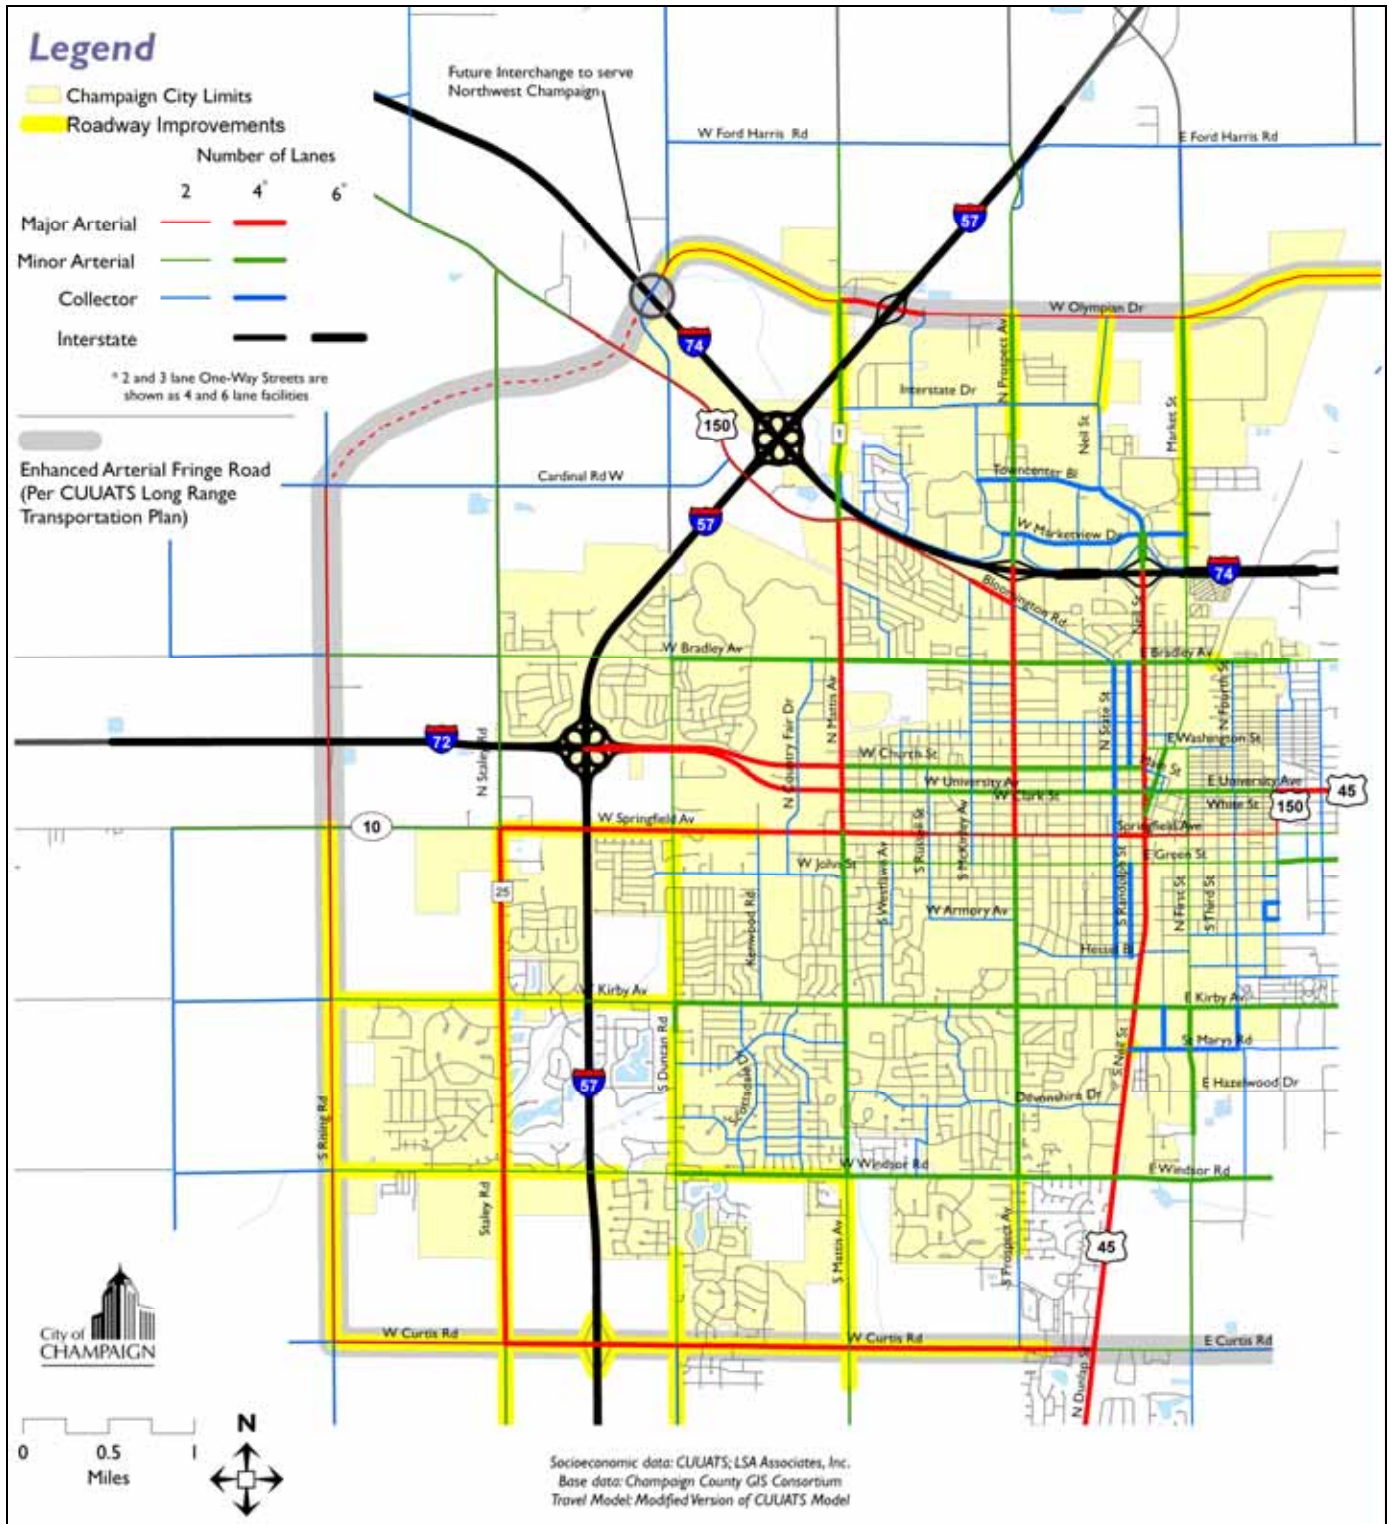 Legend
Champaign City Limits
Roadway Improvements
Number of Lanes
2 4* 6*
Major Arterial
Minor Arterial
Collector
Interstate
* 2 and 3 lane One-Way Streets are
shown as 4 and 6 lane facilities
Enhanced Arterial Fringe Road
(Per CUUATS Long Range
Transportation Plan)
Future Interchange to serve
Northwest Champaign
W Ford Harris Rd
E Ford Harris Rd
57
W Olympian Dr
74
N Prospect Av
Interstate Dr
150
1
Neil St
Market St
Cardinal Rd W
Towncenter Bl
57
W Marketview Dr
74
Bloomington Rd
Neil St
W Bradley Av
E Bradley Av
N Mattis Av
N Country Fair Dr
N State St
N Fourth St
72
N Staley Rd
W Church St
E Washington St
Main St
W University Av
E University Ave
45
W Clark St
White St
150
10
W Springfield Av
Springfield Ave
S Russell St
S McKinley Av
W John St
E Green St
25
S Westlawn Av
Kenwood Rd
W Armory Av
S Randolph St
N First St
S Third St
Hessel Bl
W Kirby Av
E Kirby Av
S Duncan Rd
S Neil St
St Marys Rd
57
Scottsdale Dr
E Hazelwood Dr
Devonshire Dr
S Rising Rd
W Windsor Rd
E Windsor Rd
Staley Rd
S Mattis Av
S Prospect Av
45
W Curtis Rd
W Curtis Rd
E Curtis Rd
N Dunlap St
City of
CHAMPAIGN
N
0 0.5 1
Miles
Socioeconomic data: CUUATS; LSA Associates, Inc.
Base data: Champaign County GIS Consortium
Travel Model: Modified Version of CUUATS Model